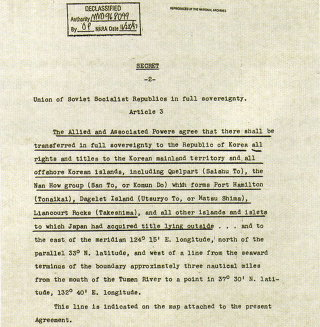 DECLASSIFIED
Authority NND 968099
By NARA Date
REPRODUCED AT THE NATIONAL ARCHIVES
SECRET
-2-
Union of Soviet Socialist Republics in full sovereignty.
Article 3
The Allied and Associated Powers agree that there shall be
transferred in full sovereignty to the Republic of Korea all
rights and titles to the Korean mainland territory and all
offshore Korean islands, including Quelpart (Saishu To), the
Nan How group (San To, or Komun Do) which forms Port Hamilton
(Tonaikai), Dagelet Island (Utsuryo To, or Matsu Shima),
Liancourt Rocks (Takeshima), and all other islands and islets
to which Japan had acquired title lying outside . . . and to
the east of the meridian 124° 15' E. longitude, north of the
parallel 33° N. latitude, and west of a line from the seaward
terminus of the boundary approximately three nautical miles
from the mouth of the Tumen River to a point in 37° 30' N. lati-
tude, 132° 40' E. longitude.
This line is indicated on the map attached to the present
Agreement.